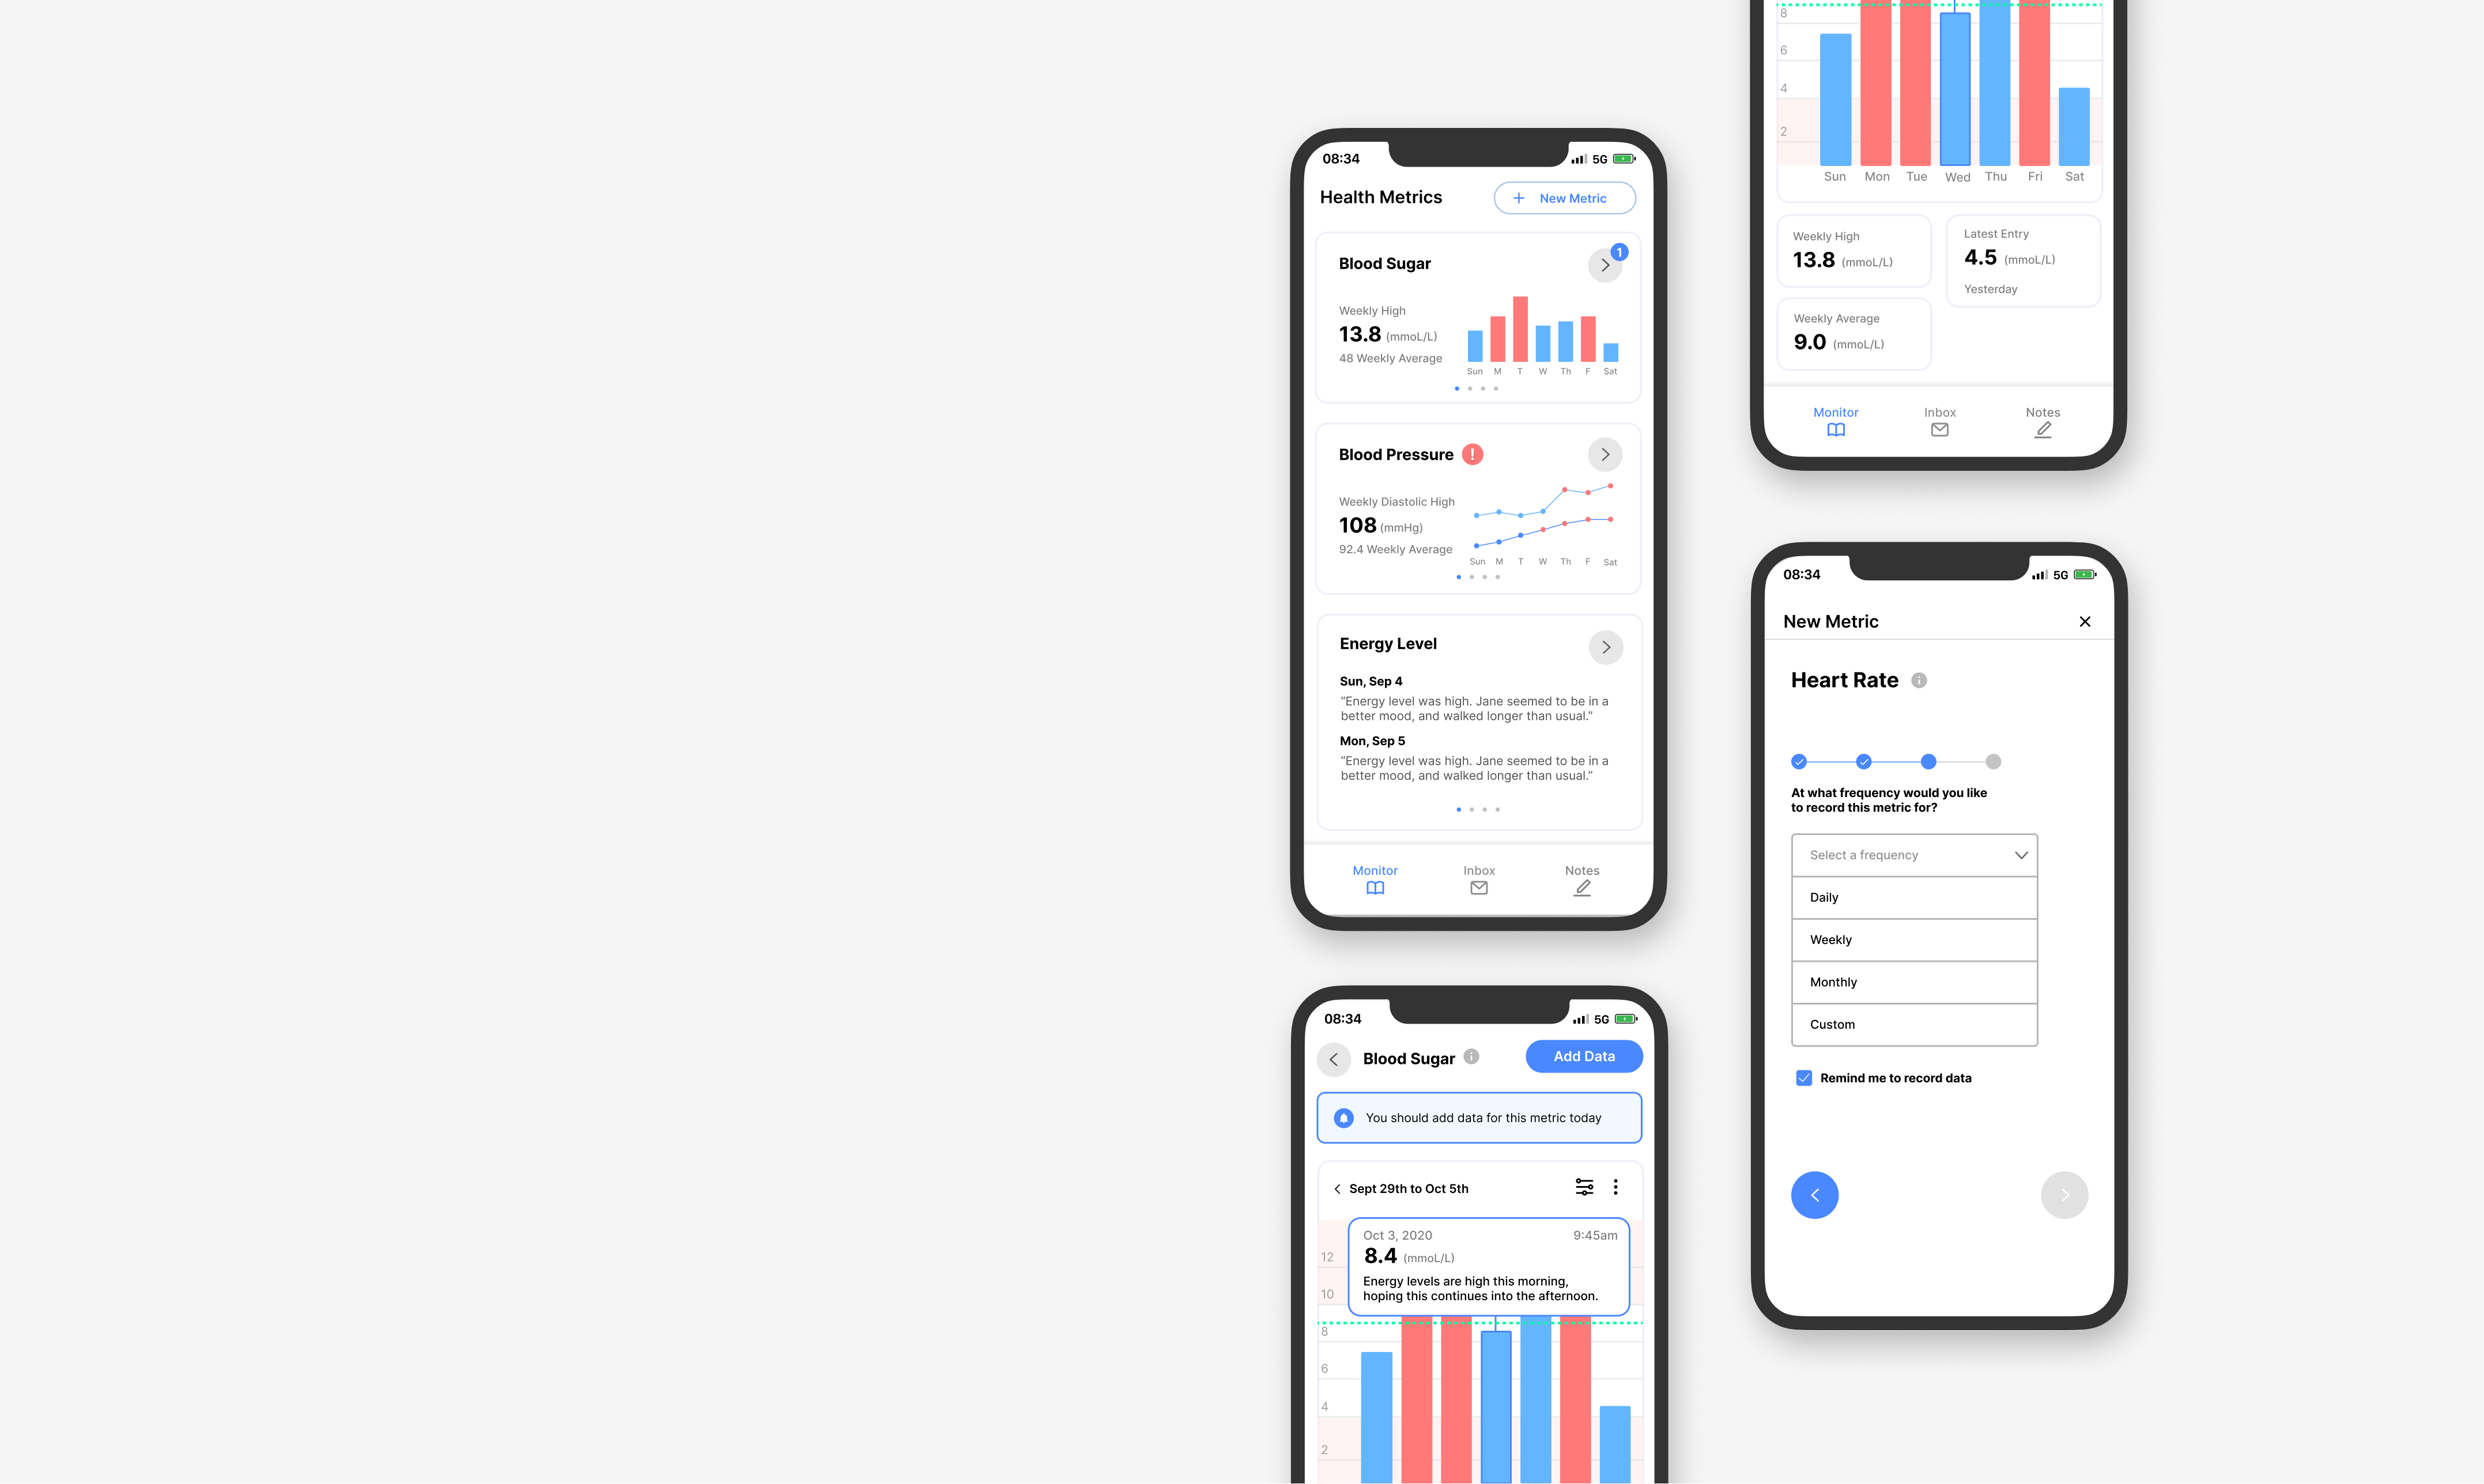 08:34
5G
Health Metrics
+ New Metric
Blood Sugar
1
Weekly High
13.8 (mmoL/L)
48 Weekly Average
Sun M T W Th F Sat
Blood Pressure !
Weekly Diastolic High
108 (mmHg)
92.4 Weekly Average
Sun M T W Th F Sat
Energy Level
Sun, Sep 4
“Energy level was high. Jane seemed to be in a
better mood, and walked longer than usual.”
Mon, Sep 5
“Energy level was high. Jane seemed to be in a
better mood, and walked longer than usual.”
Monitor Inbox Notes
08:34
5G
Blood Sugar i
Add Data
You should add data for this metric today
Sept 29th to Oct 5th
Oct 3, 2020 9:45am
8.4 (mmoL/L)
Energy levels are high this morning,
hoping this continues into the afternoon.
12
10
8
6
4
2
8
6
4
2
Sun Mon Tue Wed Thu Fri Sat
Weekly High
13.8 (mmoL/L)
Latest Entry
4.5 (mmoL/L)
Yesterday
Weekly Average
9.0 (mmoL/L)
Monitor Inbox Notes
08:34
5G
New Metric
Heart Rate i
At what frequency would you like
to record this metric for?
Select a frequency
Daily
Weekly
Monthly
Custom
Remind me to record data